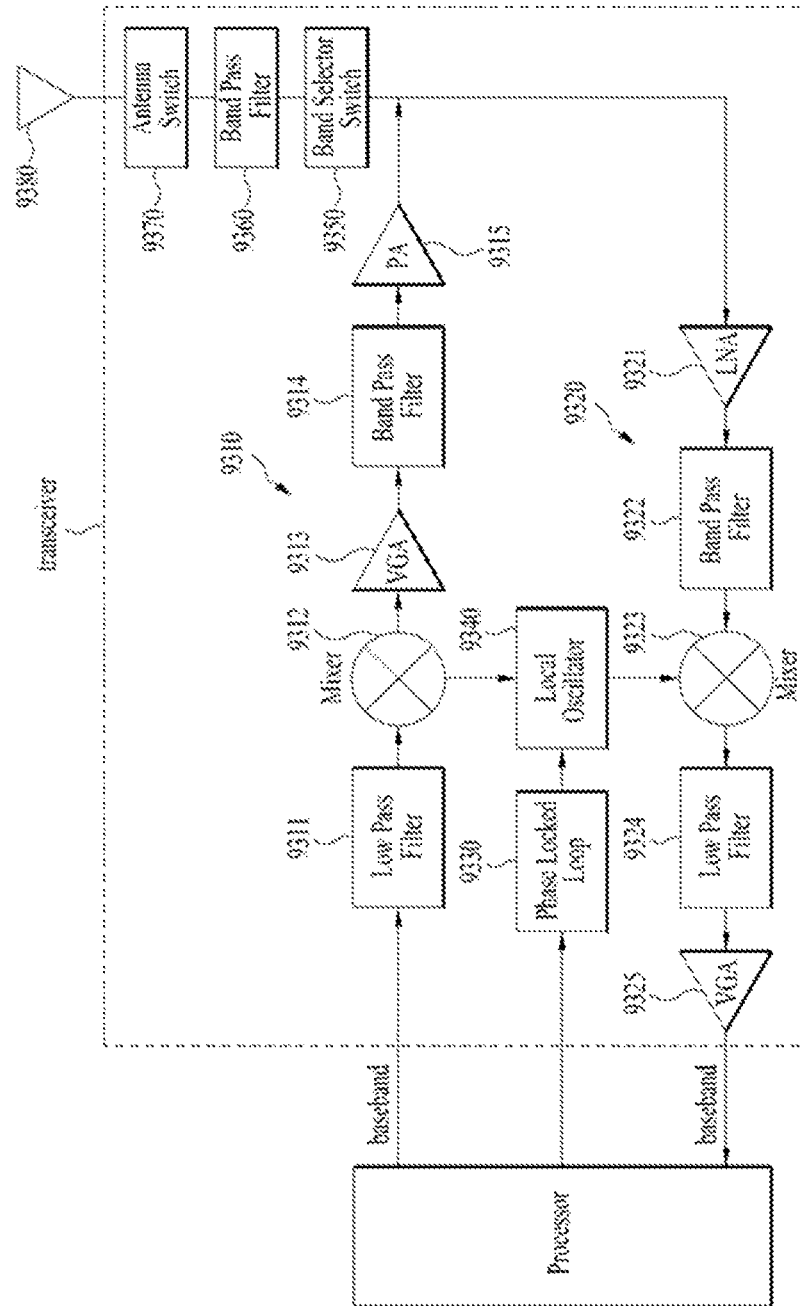 transceiver
9380
Antenna
Switch
9370
Band Pass
Filter
9360
Band Selector
Switch
9350
9310
9311
Low Pass
Filter
9312
Mixer
9313
VGA
9314
Band Pass
Filter
PA
9315
baseband
Processor
9330
Phase Locked
Loop
9340
Local
Oscillator
9320
9321
LNA
9322
Band Pass
Filter
9323
Mixer
9324
Low Pass
Filter
9325
VGA
baseband